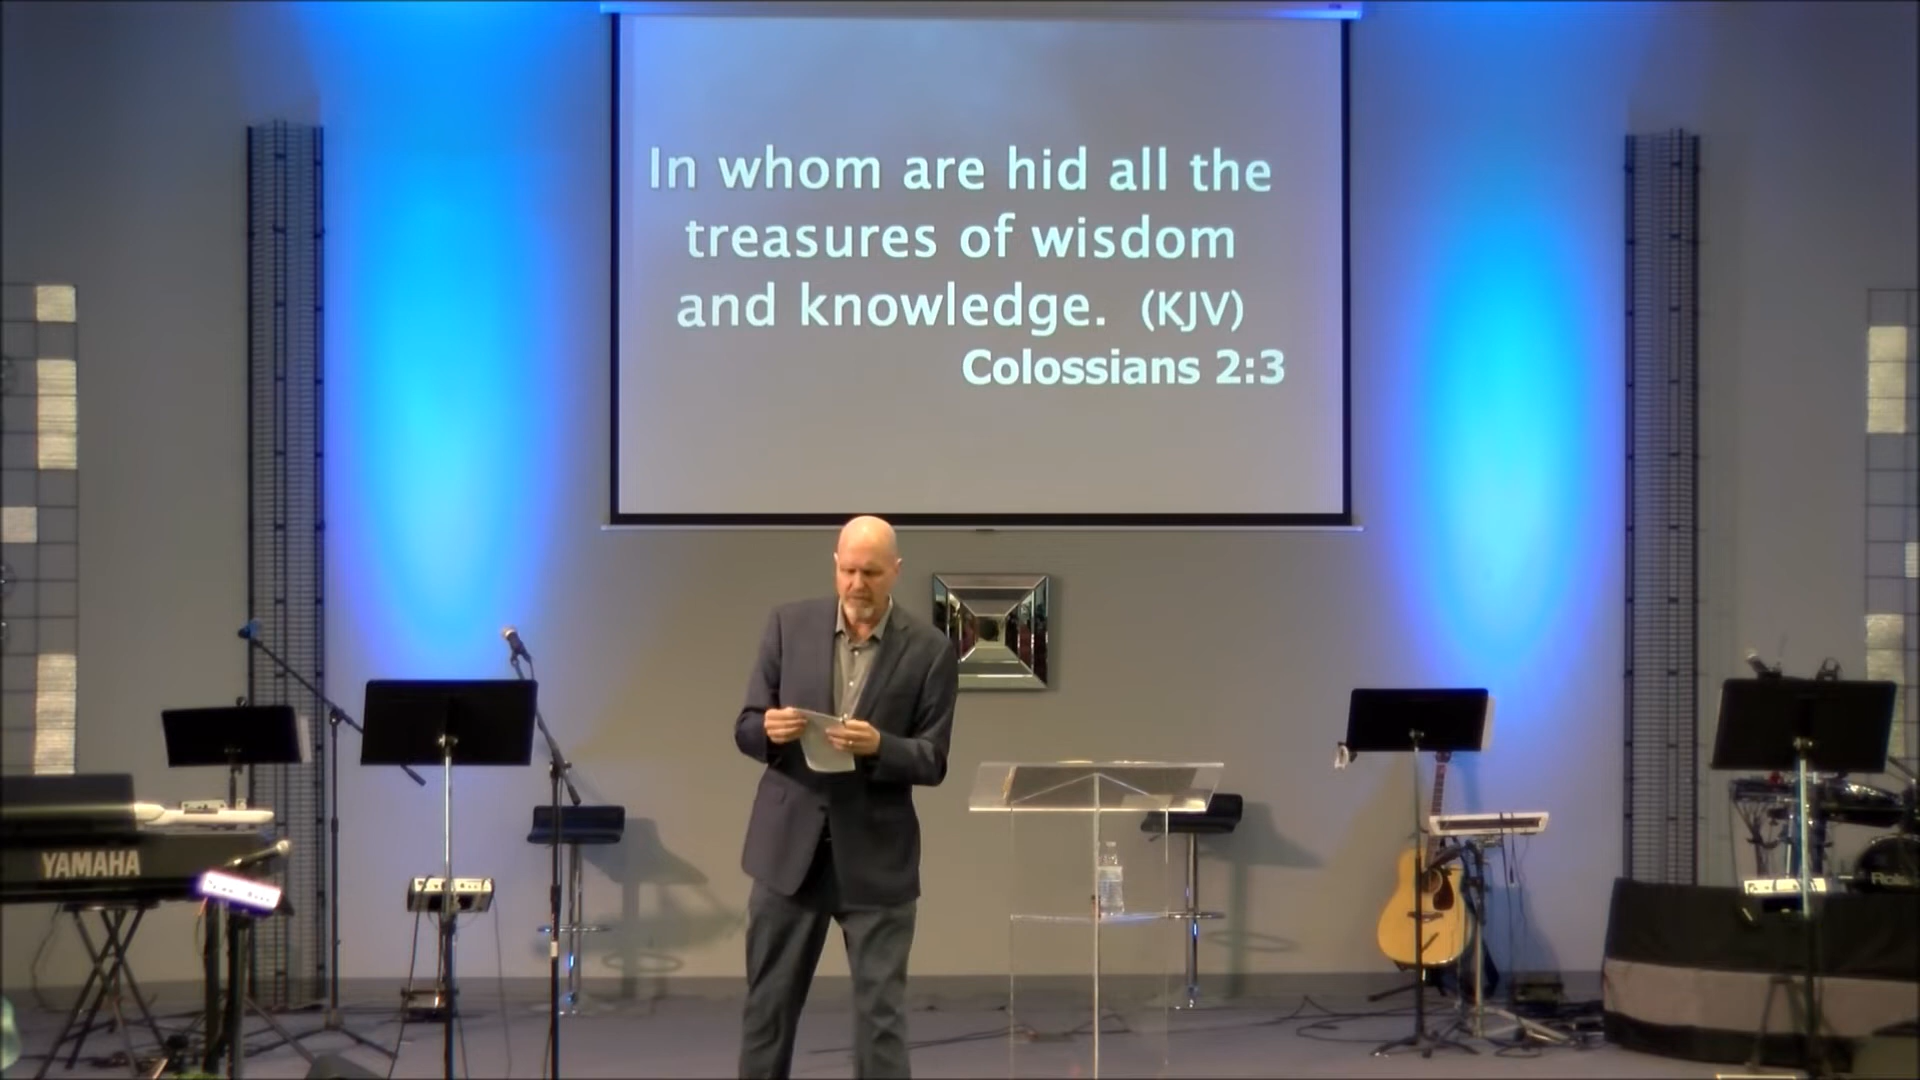 In whom are hid all the
treasures of wisdom
and knowledge. (KJV)
Colossians 2:3
YAMAHA